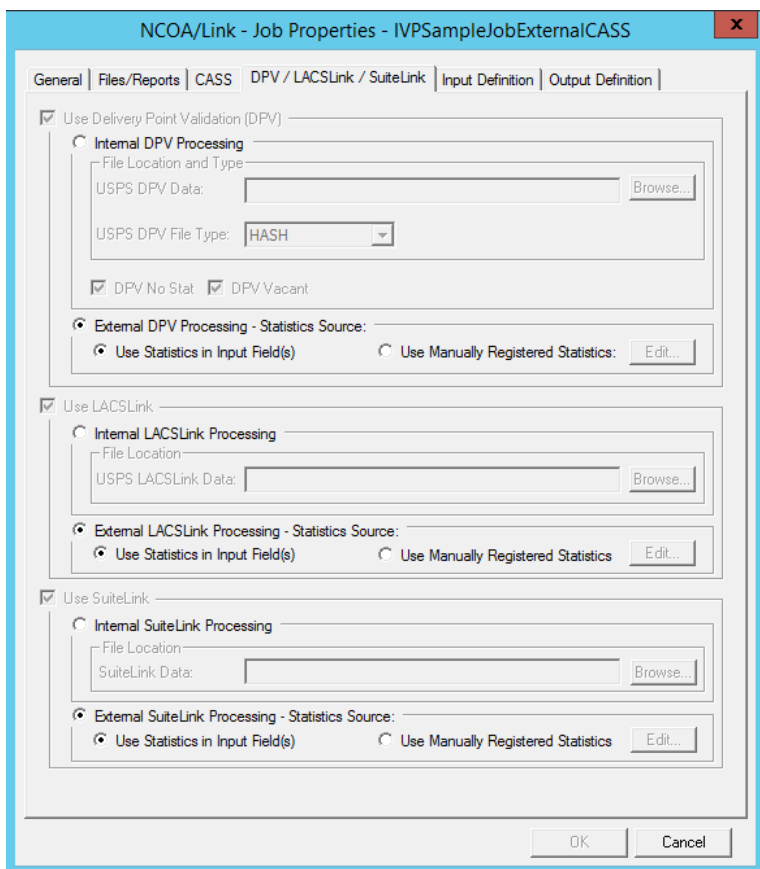 NCOA/Link - Job Properties - IVPSampleJobExternalCASS
x
General Files/Reports CASS DPV / LACSLink / SuiteLink Input Definition Output Definition
Use Delivery Point Validation (DPV)
Internal DPV Processing
File Location and Type
USPS DPV Data: Browse...
USPS DPV File Type: HASH
DPV No Stat DPV Vacant
External DPV Processing - Statistics Source:
Use Statistics in Input Field(s) Use Manually Registered Statistics: Edit...
Use LACSLink
Internal LACSLink Processing
File Location
USPS LACSLink Data: Browse...
External LACSLink Processing - Statistics Source:
Use Statistics in Input Field(s) Use Manually Registered Statistics Edit...
Use SuiteLink
Internal SuiteLink Processing
File Location
SuiteLink Data: Browse...
External SuiteLink Processing - Statistics Source:
Use Statistics in Input Field(s) Use Manually Registered Statistics Edit...
OK Cancel